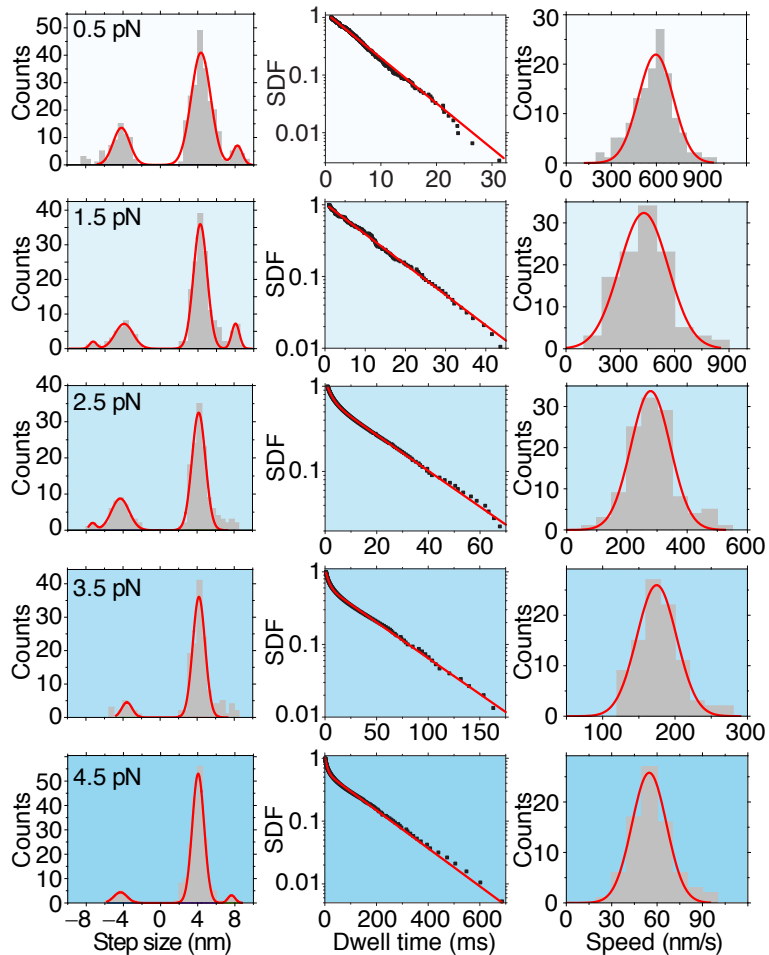 0.5 pN
Counts
50
40
30
20
10
0
SDF
1
0.1
0.01
0 10 20 30
Counts
30
20
10
0
300 600 900
1.5 pN
Counts
40
30
20
10
0
SDF
1
0.1
0.01
0 10 20 30 40
Counts
30
20
10
0
0 300 600 900
2.5 pN
Counts
40
30
20
10
0
SDF
1
0.1
0 20 40 60
Counts
30
20
10
0
0 200 400 600
3.5 pN
Counts
40
30
20
10
0
SDF
1
0.1
0.01
0 50 100 150
Counts
20
10
0
100 200 300
4.5 pN
Counts
50
40
30
20
10
0
−8 −4 0 4 8
Step size (nm)
SDF
1
0.1
0.01
0 200 400 600
Dwell time (ms)
Counts
20
10
0
0 30 60 90
Speed (nm/s)